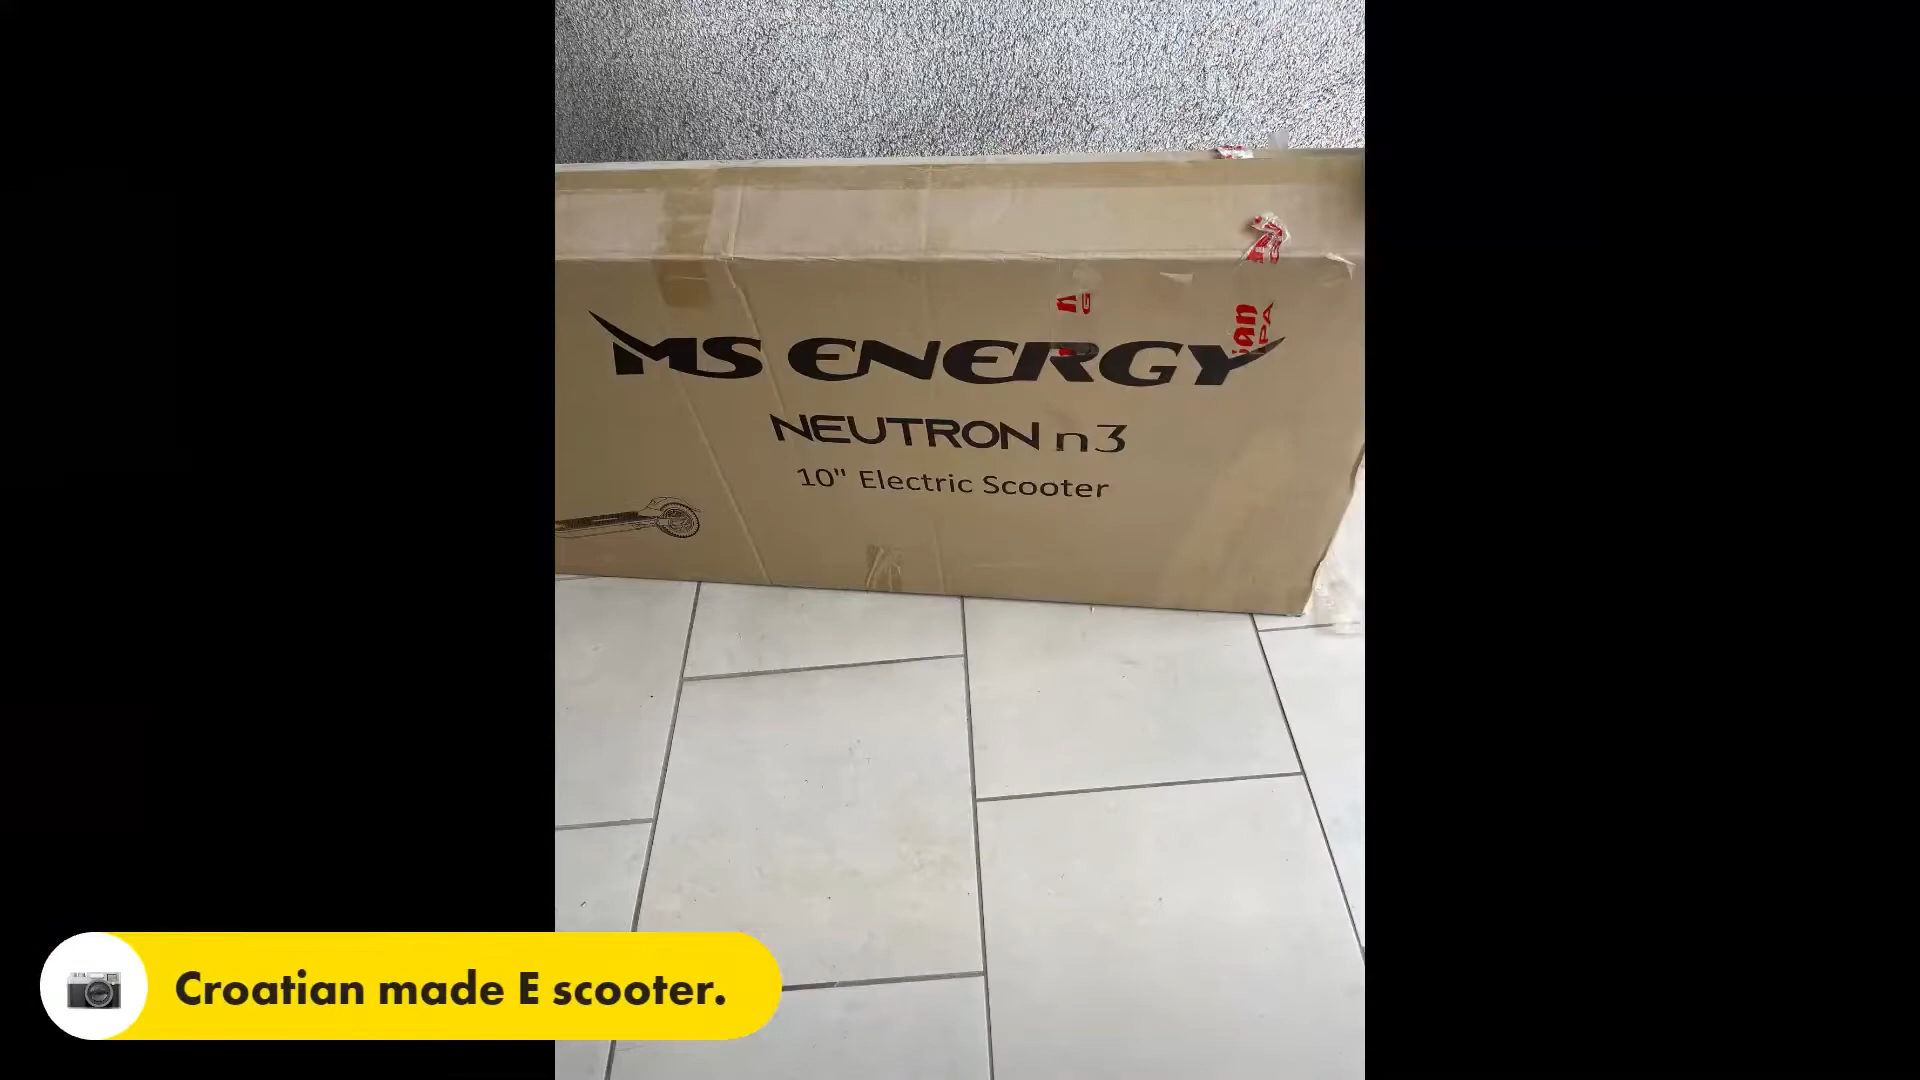 MS ENERGY
NEUTRON n3
10" Electric Scooter
Croatian made E scooter.